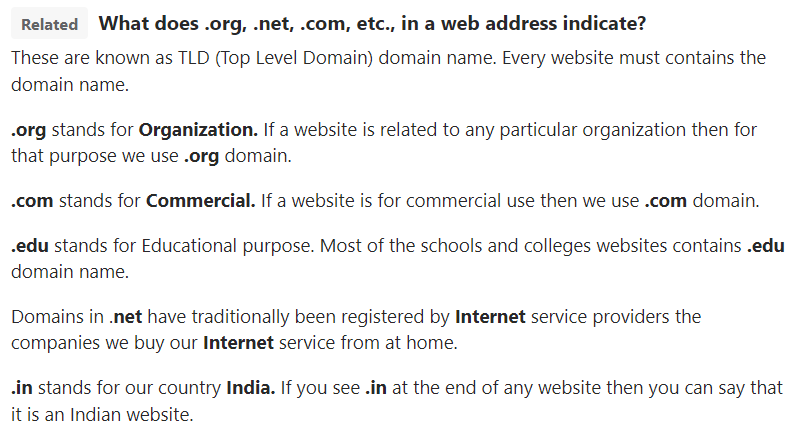 Related What does .org, .net, .com, etc., in a web address indicate?
These are known as TLD (Top Level Domain) domain name. Every website must contains the
domain name.
.org stands for Organization. If a website is related to any particular organization then for
that purpose we use .org domain.
.com stands for Commercial. If a website is for commercial use then we use .com domain.
.edu stands for Educational purpose. Most of the schools and colleges websites contains .edu
domain name.
Domains in .net have traditionally been registered by Internet service providers the
companies we buy our Internet service from at home.
.in stands for our country India. If you see .in at the end of any website then you can say that
it is an Indian website.